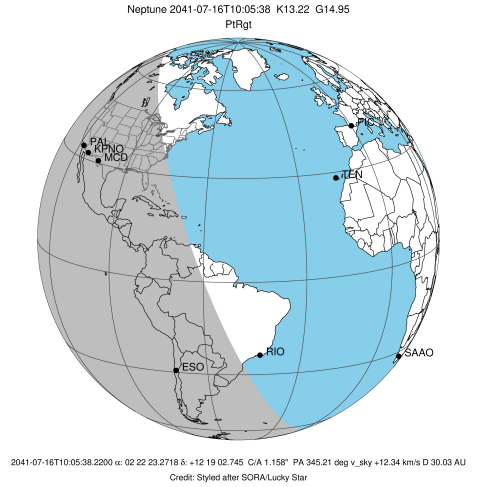 Neptune 2041-07-16T10:05:38 K13.22 G14.95
PtRgt
PIC
PAL
KPNO
MCD
TEN
RIO
SAAO
ESO
2041-07-16T10:05:38.2200 α: 02 22 23.2718 δ: +12 19 02.745 C/A 1.158" PA 345.21 deg v_sky +12.34 km/s D 30.03 AU
Credit: Styled after SORA/Lucky Star